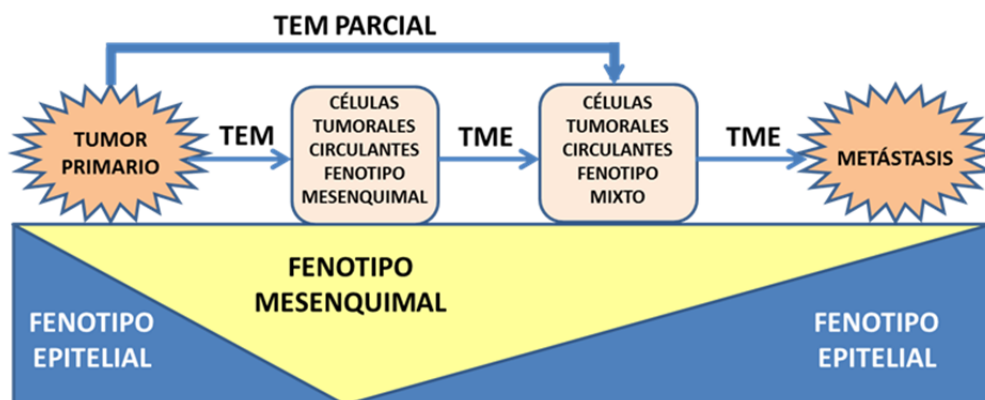 TEM PARCIAL
TUMOR
PRIMARIO
TEM
CÉLULAS
TUMORALES
CIRCULANTES
FENOTIPO
MESENQUIMAL
TME
CÉLULAS
TUMORALES
CIRCULANTES
FENOTIPO
MIXTO
TME
METÁSTASIS
FENOTIPO
MESENQUIMAL
FENOTIPO
EPITELIAL
FENOTIPO
EPITELIAL